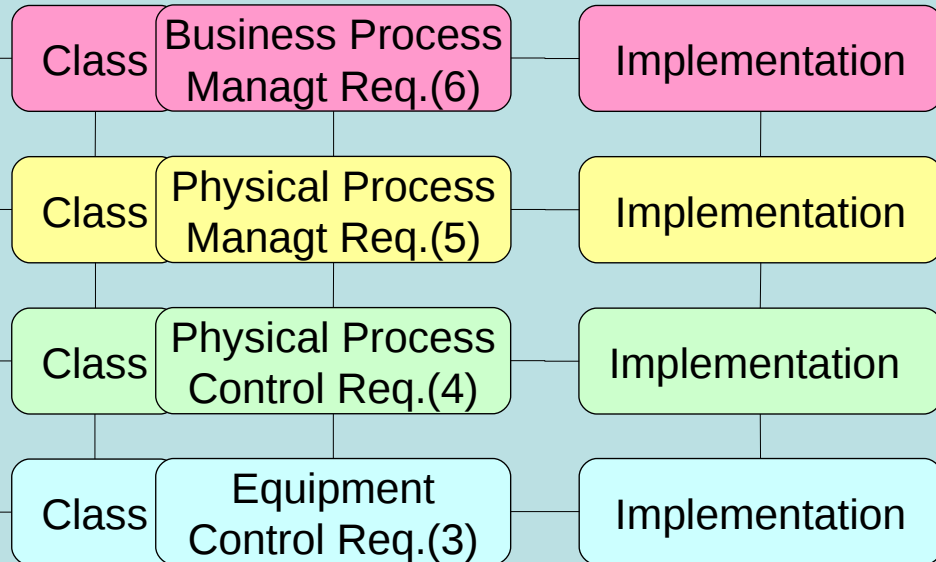 Class
Business Process
Managt Req.(6)
Implementation
Class
Physical Process
Managt Req.(5)
Implementation
Class
Physical Process
Control Req.(4)
Implementation
Class
Equipment
Control Req.(3)
Implementation